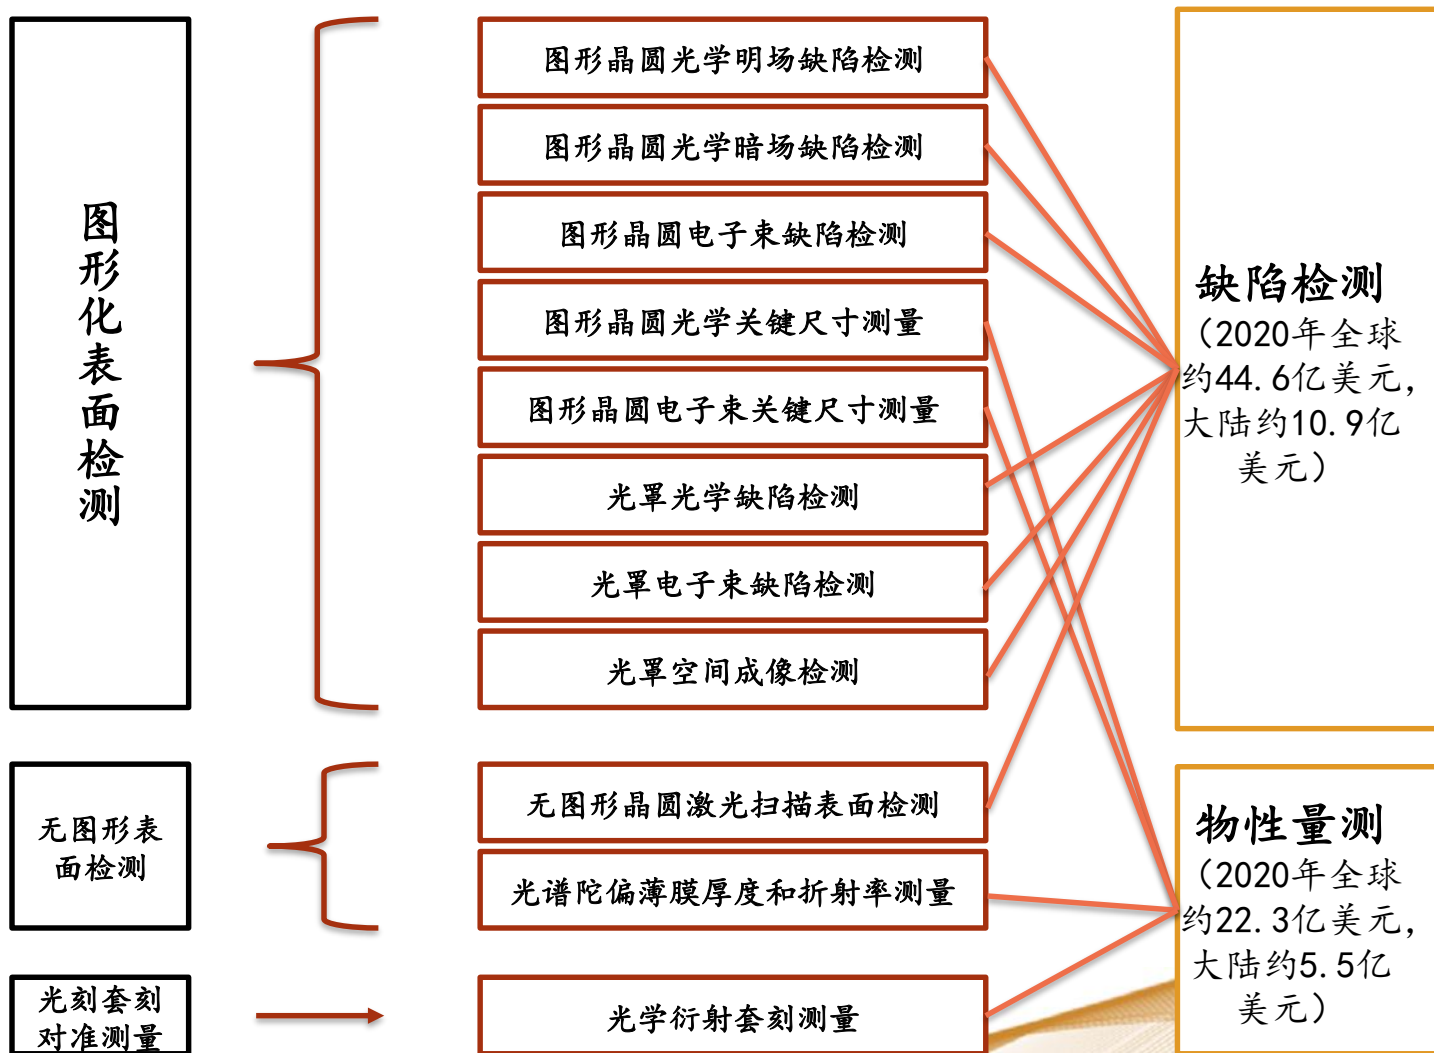 图形化表面检测
图形晶圆光学明场缺陷检测
图形晶圆光学暗场缺陷检测
图形晶圆电子束缺陷检测
图形晶圆光学关键尺寸测量
图形晶圆电子束关键尺寸测量
光罩光学缺陷检测
光罩电子束缺陷检测
光罩空间成像检测
缺陷检测
（2020年全球
约44.6亿美元,
大陆约10.9亿
美元）
无图形表
面检测
无图形晶圆激光扫描表面检测
光谱陀偏薄膜厚度和折射率测量
物性量测
（2020年全球
约22.3亿美元,
大陆约5.5亿
美元）
光刻套刻
对准测量
光学衍射套刻测量